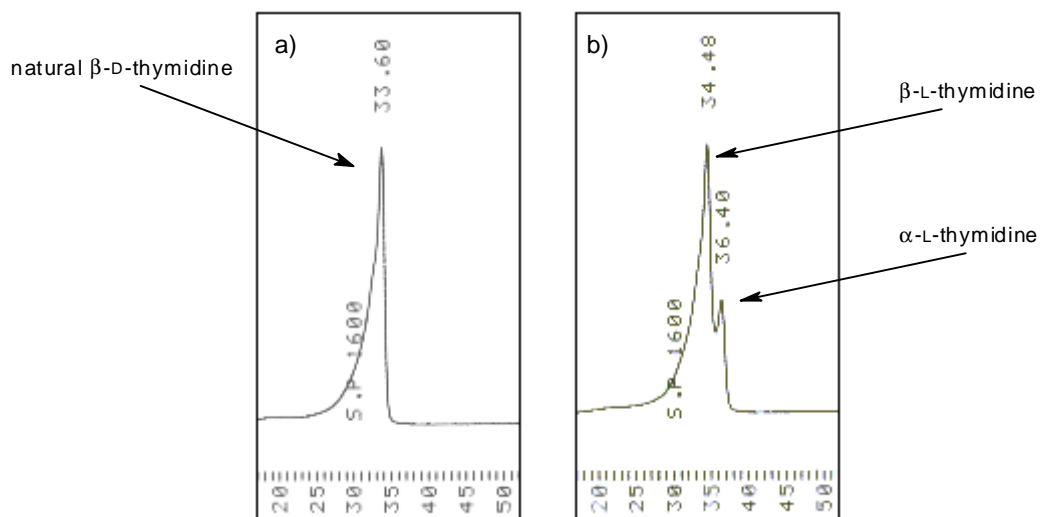 a)
natural β-D-thymidine
33.60
S.P 1600
20 25 30 35 40 45 50
b)
34.48
β-L-thymidine
36.40
α-L-thymidine
S.P 1600
20 25 30 35 40 45 50